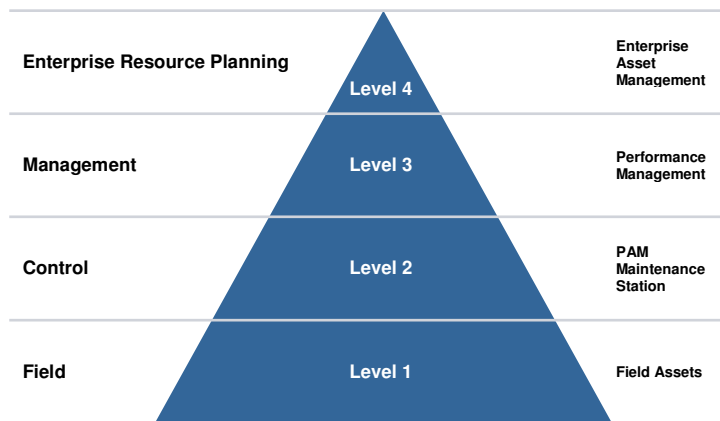 Enterprise Resource Planning
Level 4
Enterprise
Asset
Management
Management
Level 3
Performance
Management
Control
Level 2
PAM
Maintenance
Station
Field
Level 1
Field Assets